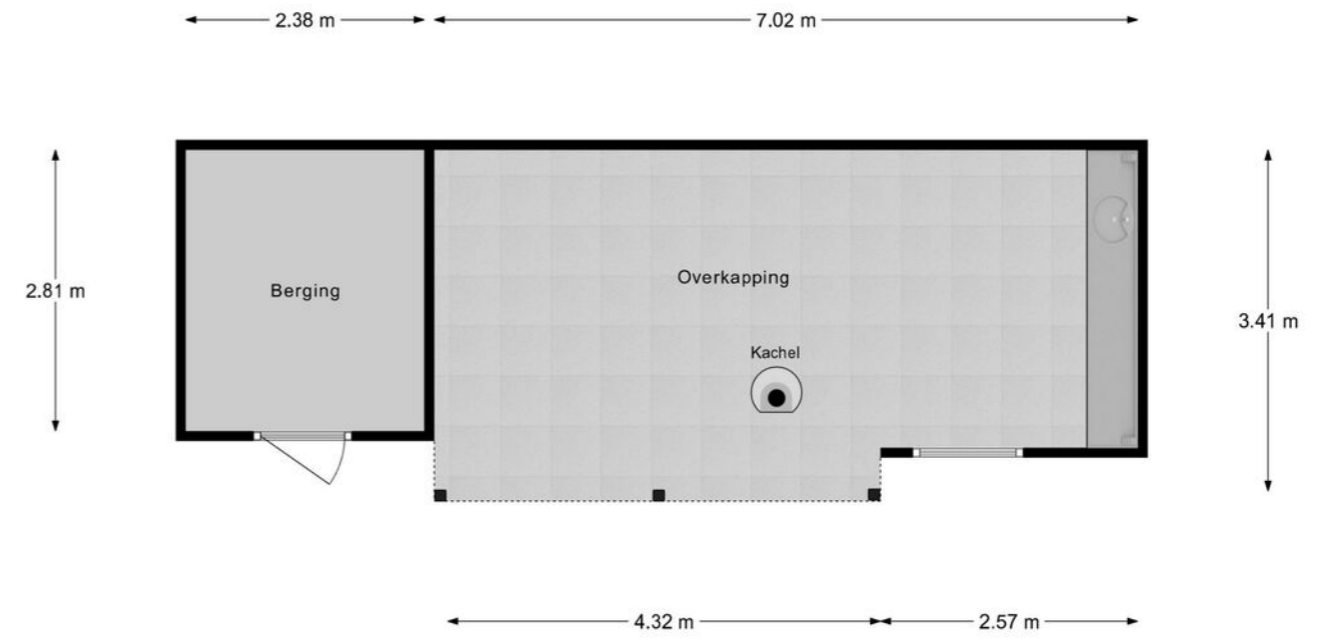 2.38 m
7.02 m
2.81 m
Berging
Overkapping
Kachel
3.41 m
4.32 m
2.57 m